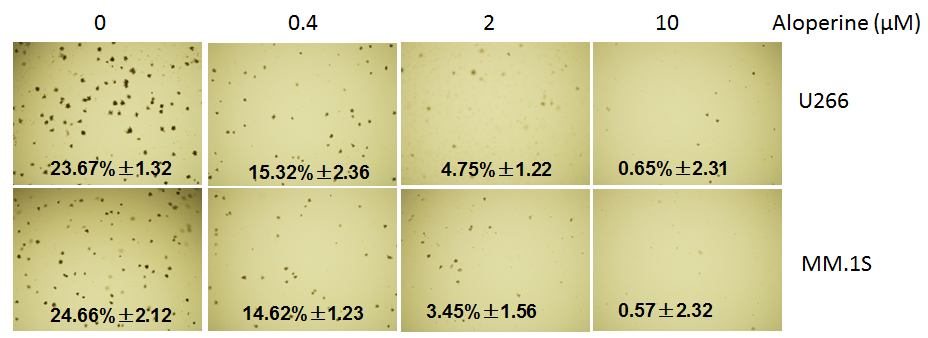 0 0.4 2 10 Aloperine (μM)
U266
23.67%±1.32 15.32%±2.36 4.75%±1.22 0.65%±2.31
MM.1S
24.66%±2.12 14.62%±1.23 3.45%±1.56 0.57±2.32